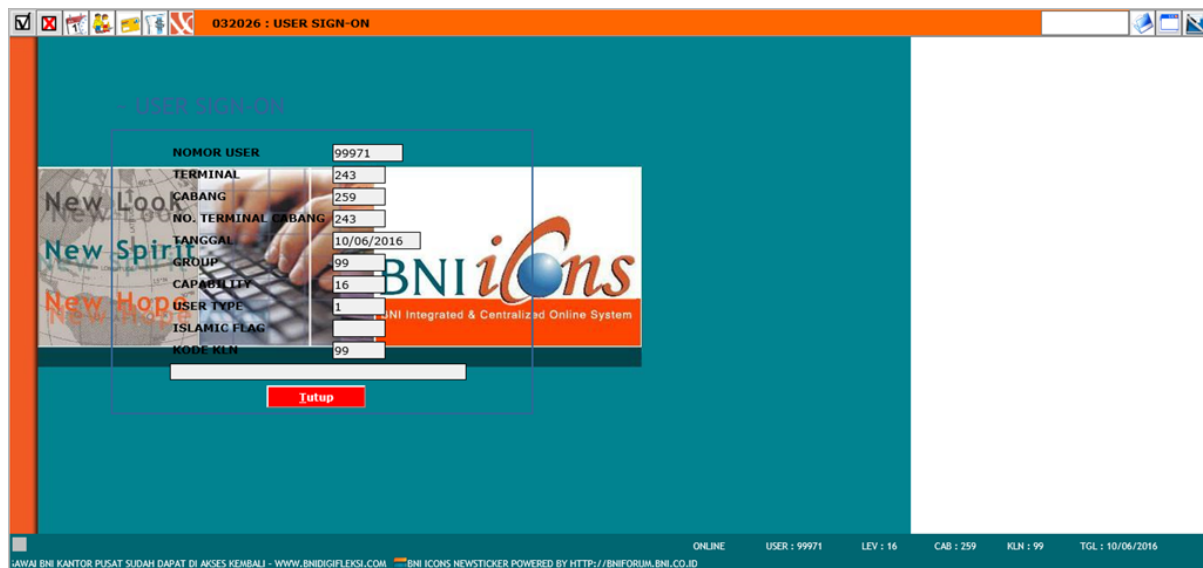 032026 : USER SIGN-ON
- USER SIGN-ON
NOMOR USER 99971
TERMINAL 243
CABANG 259
NO. TERMINAL CABANG 243
TANGGAL 10/06/2016
GROUP 99
CAPABILITY 16
USER TYPE 1
ISLAMIC FLAG
KODE KLN 99
Tutup
New Look
New Spirit
New Hope
BNI icons
BNI Integrated & Centralized Online System
ONLINE USER : 99971 LEV : 16 CAB : 259 KLN : 99 TGL : 10/06/2016
BNI KANTOR PUSAT SUDAH DAPAT DI AKSES KEMBALI - WWW.BNIDIGIFLEKSI.COM BNI ICONS NEWSTICKER POWERED BY HTTP://BNIFORUM.BNI.CO.ID